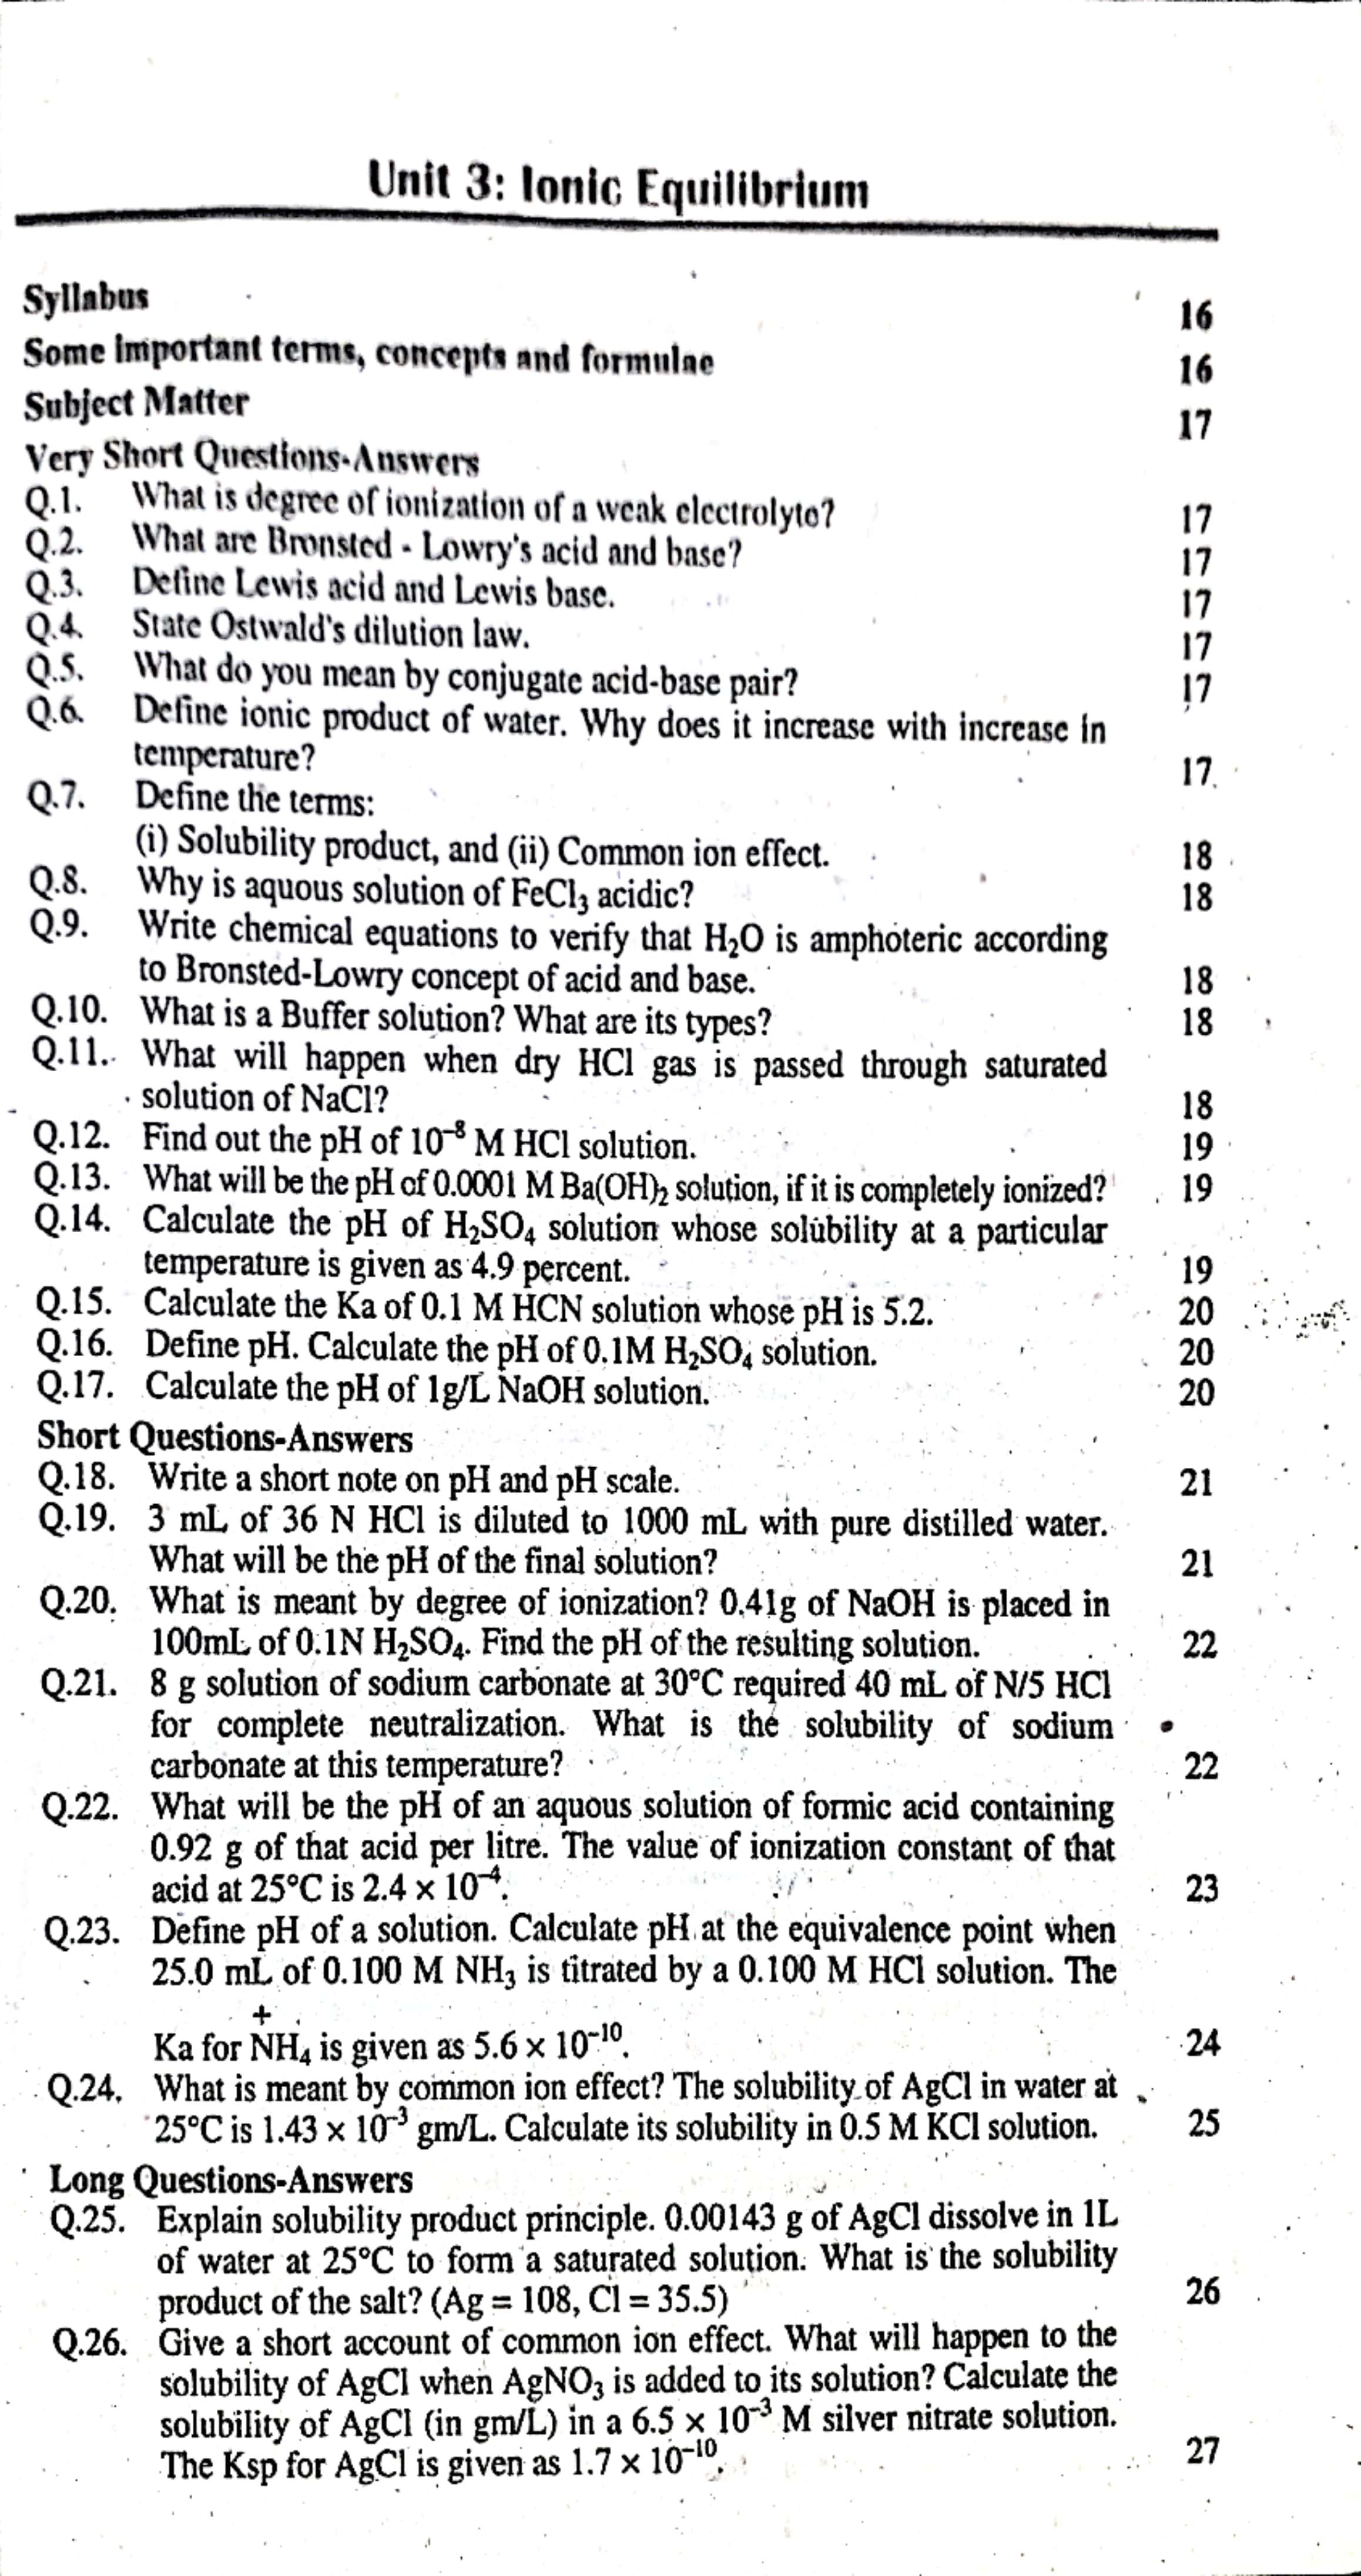 Unit 3: Ionic Equilibrium
Syllabus 16
Some important terms, concepts and formulae 16
Subject Matter 17
Very Short Questions-Answers
Q.1. What is degree of ionization of a weak electrolyte? 17
Q.2. What are Bronsted - Lowry's acid and base? 17
Q.3. Define Lewis acid and Lewis base. 17
Q.4. State Ostwald's dilution law. 17
Q.5. What do you mean by conjugate acid-base pair? 17
Q.6. Define ionic product of water. Why does it increase with increase in
temperature? 17
Q.7. Define the terms:
(i) Solubility product, and (ii) Common ion effect. 18
Q.8. Why is aquous solution of FeCl₃ acidic? 18
Q.9. Write chemical equations to verify that H₂O is amphoteric according
to Bronsted-Lowry concept of acid and base. 18
Q.10. What is a Buffer solution? What are its types? 18
Q.11. What will happen when dry HCl gas is passed through saturated
solution of NaCl? 18
Q.12. Find out the pH of 10⁻⁸ M HCl solution. 19
Q.13. What will be the pH of 0.0001 M Ba(OH)₂ solution, if it is completely ionized? 19
Q.14. Calculate the pH of H₂SO₄ solution whose solubility at a particular
temperature is given as 4.9 percent. 19
Q.15. Calculate the Ka of 0.1 M HCN solution whose pH is 5.2. 20
Q.16. Define pH. Calculate the pH of 0.1M H₂SO₄ solution. 20
Q.17. Calculate the pH of 1g/L NaOH solution. 20
Short Questions-Answers
Q.18. Write a short note on pH and pH scale. 21
Q.19. 3 mL of 36 N HCl is diluted to 1000 mL with pure distilled water.
What will be the pH of the final solution? 21
Q.20. What is meant by degree of ionization? 0.41g of NaOH is placed in
100mL of 0.1N H₂SO₄. Find the pH of the resulting solution. 22
Q.21. 8 g solution of sodium carbonate at 30°C required 40 mL of N/5 HCl
for complete neutralization. What is the solubility of sodium
carbonate at this temperature? 22
Q.22. What will be the pH of an aquous solution of formic acid containing
0.92 g of that acid per litre. The value of ionization constant of that
acid at 25°C is 2.4 × 10⁻⁴. 23
Q.23. Define pH of a solution. Calculate pH at the equivalence point when
25.0 mL of 0.100 M NH₃ is titrated by a 0.100 M HCl solution. The
+
Ka for NH₄ is given as 5.6 × 10⁻¹⁰. 24
Q.24. What is meant by common ion effect? The solubility of AgCl in water at
25°C is 1.43 × 10⁻³ gm/L. Calculate its solubility in 0.5 M KCl solution. 25
Long Questions-Answers
Q.25. Explain solubility product principle. 0.00143 g of AgCl dissolve in 1L
of water at 25°C to form a saturated solution. What is the solubility
product of the salt? (Ag = 108, Cl = 35.5) 26
Q.26. Give a short account of common ion effect. What will happen to the
solubility of AgCl when AgNO₃ is added to its solution? Calculate the
solubility of AgCl (in gm/L) in a 6.5 × 10⁻³ M silver nitrate solution.
The Ksp for AgCl is given as 1.7 × 10⁻¹⁰. 27